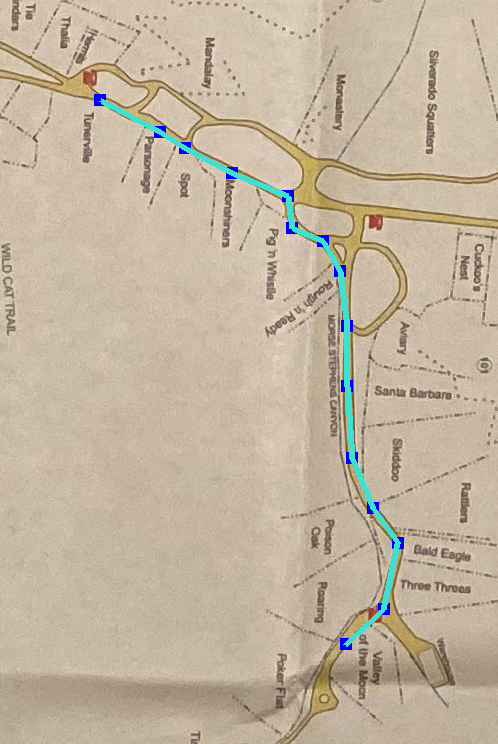 Thalia
Mandalay
Monastery
Silverado Squatters
Tunerville
Parsonage
Spot
Moonshiners
Pig 'n Whistle
Cuckoo's
Nest
WILD CAT TRAIL
Rough 'n Ready
MORSE STEPHENS CANYON
Aviary
101
Santa Barbara
Skiddoo
Rattlers
Poison
Oak
Bald Eagle
Three Threes
Roaring
Valley
of the Moon
Poker Flat